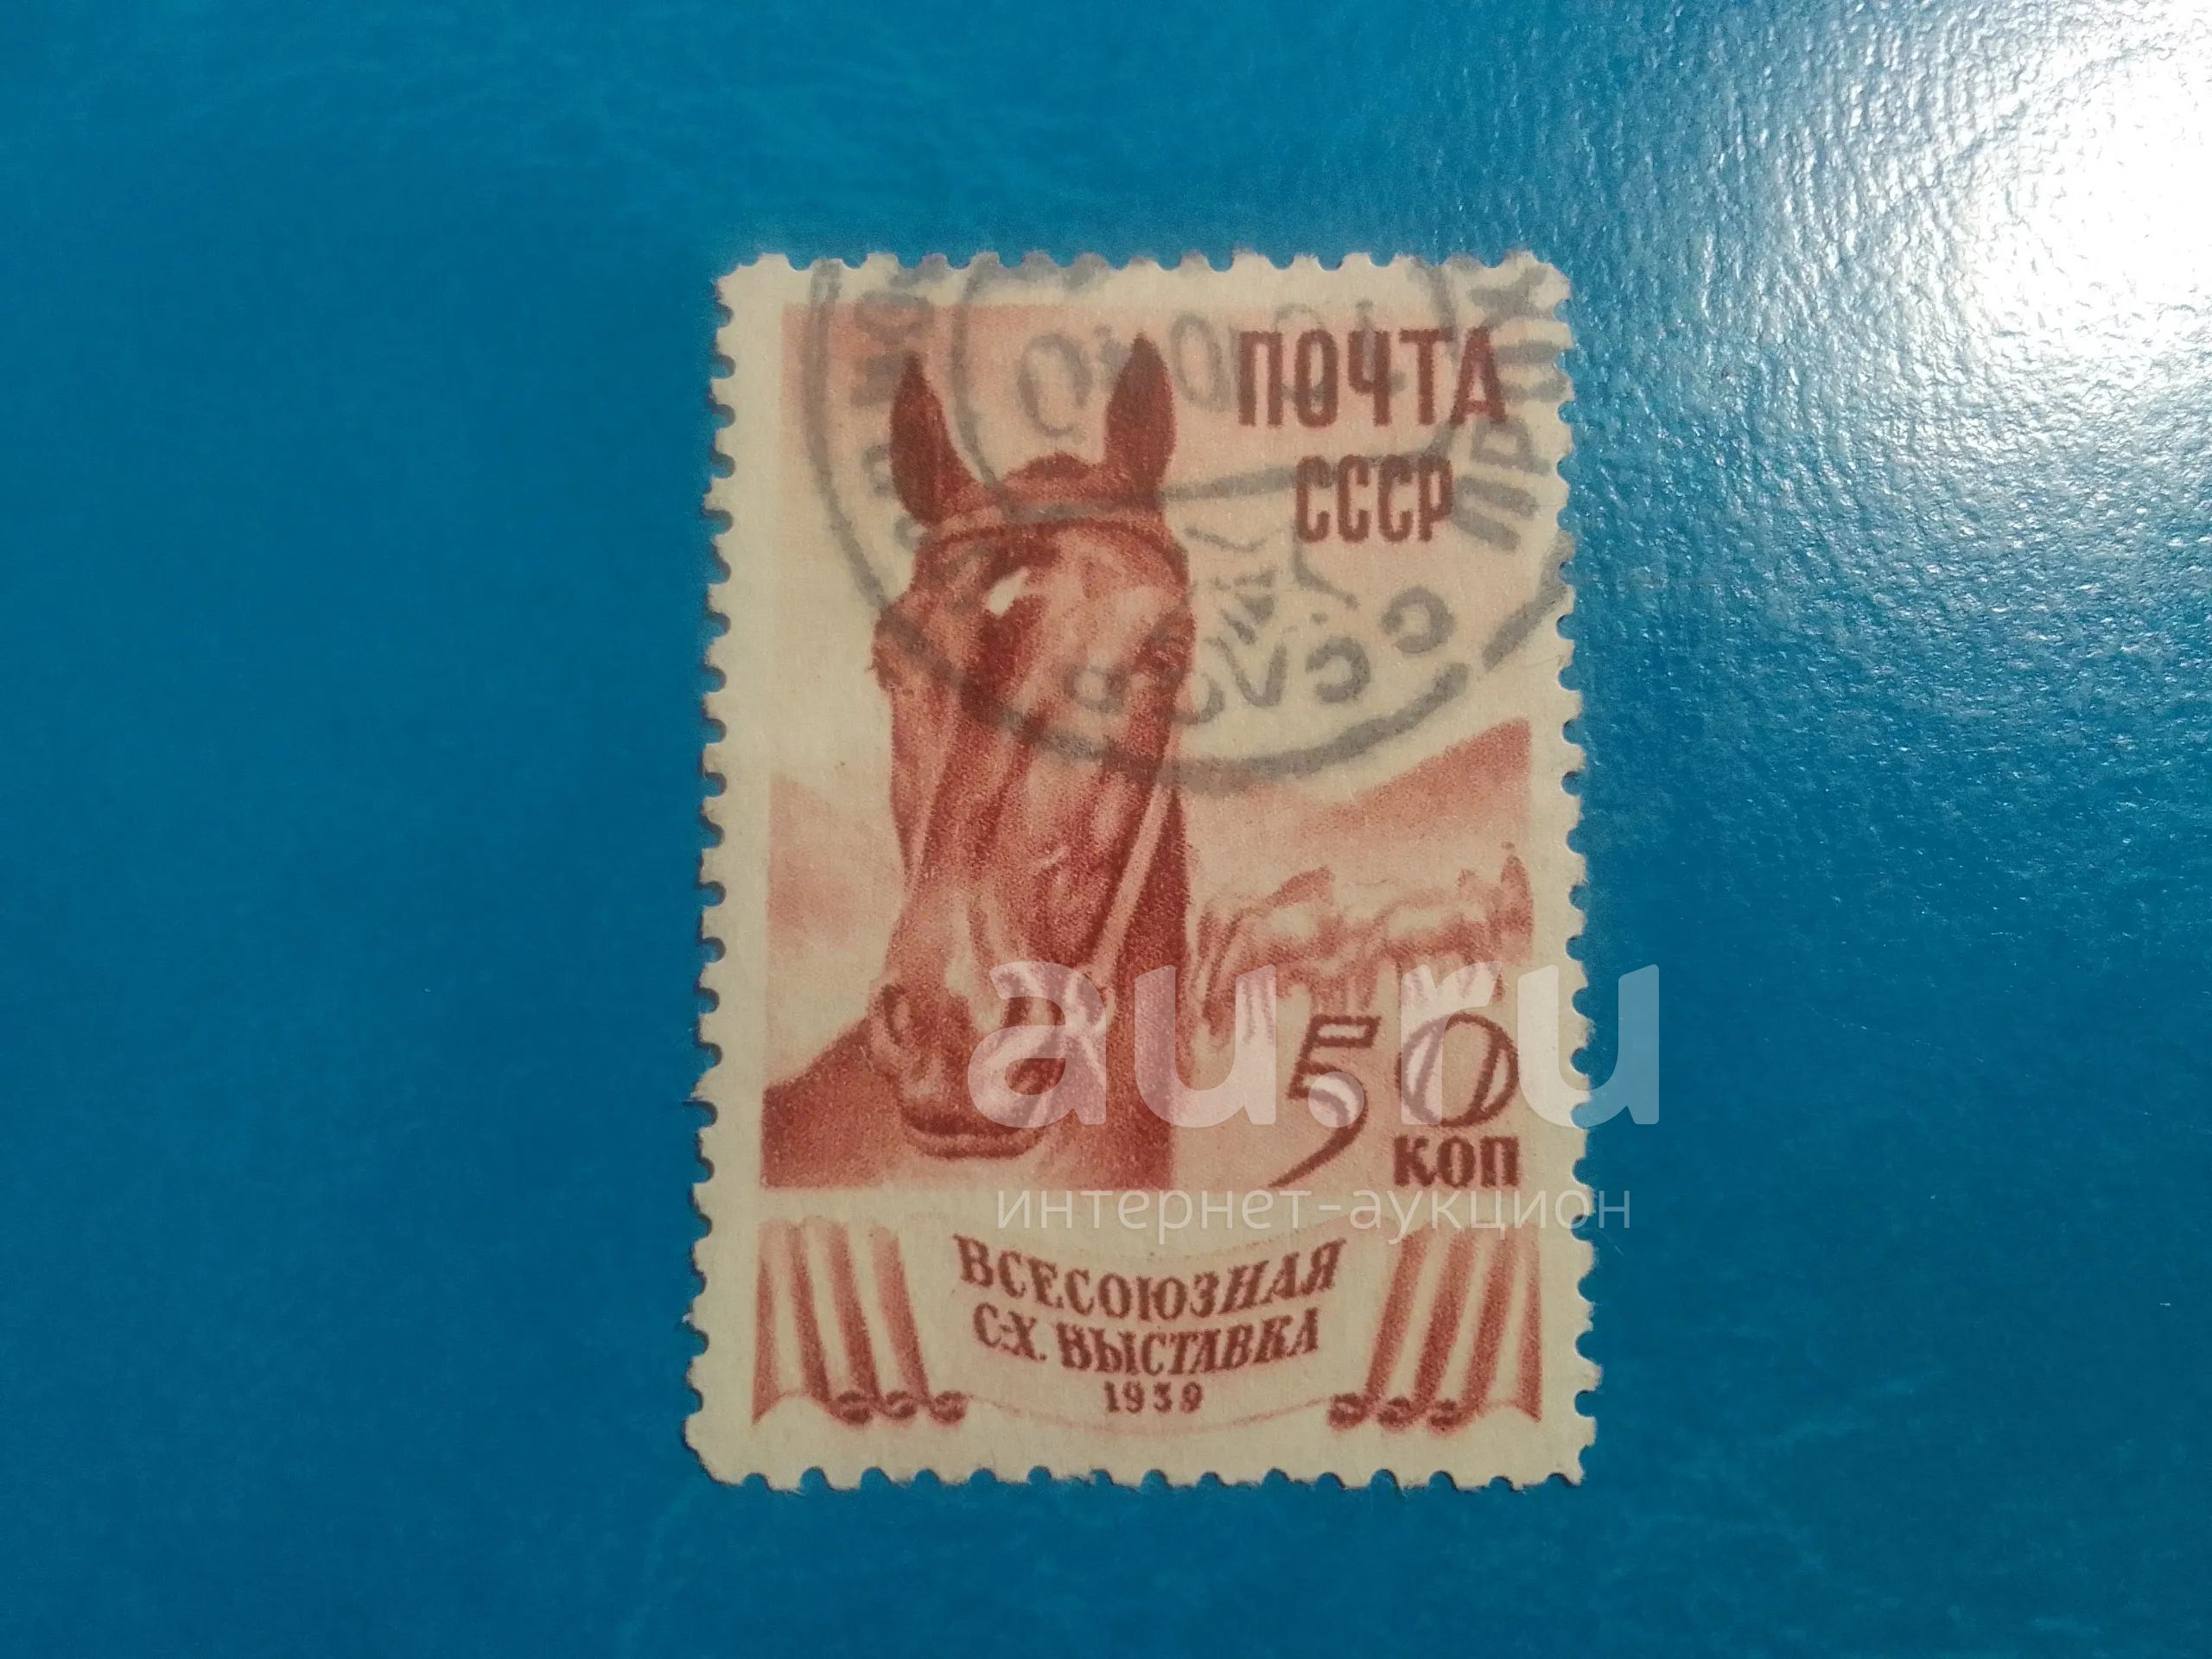 ПОЧТА
СССР
50
КОП
ВСЕСОЮЗНАЯ
С-Х. ВЫСТАВКА
1939
au.ru
интернет-аукцион